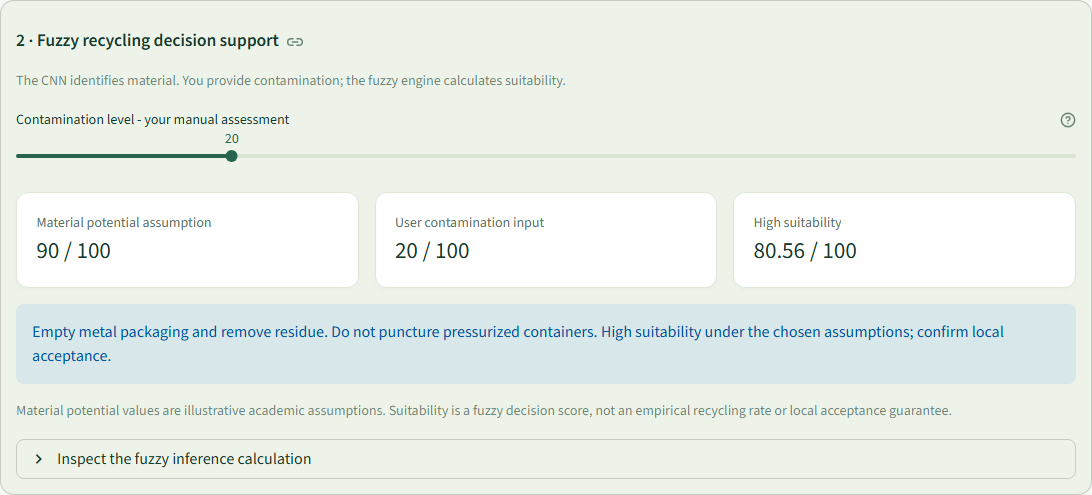 2 · Fuzzy recycling decision support
The CNN identifies material. You provide contamination; the fuzzy engine calculates suitability.
Contamination level - your manual assessment
20
Material potential assumption
90 / 100
User contamination input
20 / 100
High suitability
80.56 / 100
Empty metal packaging and remove residue. Do not puncture pressurized containers. High suitability under the chosen assumptions; confirm local
acceptance.
Material potential values are illustrative academic assumptions. Suitability is a fuzzy decision score, not an empirical recycling rate or local acceptance guarantee.
Inspect the fuzzy inference calculation